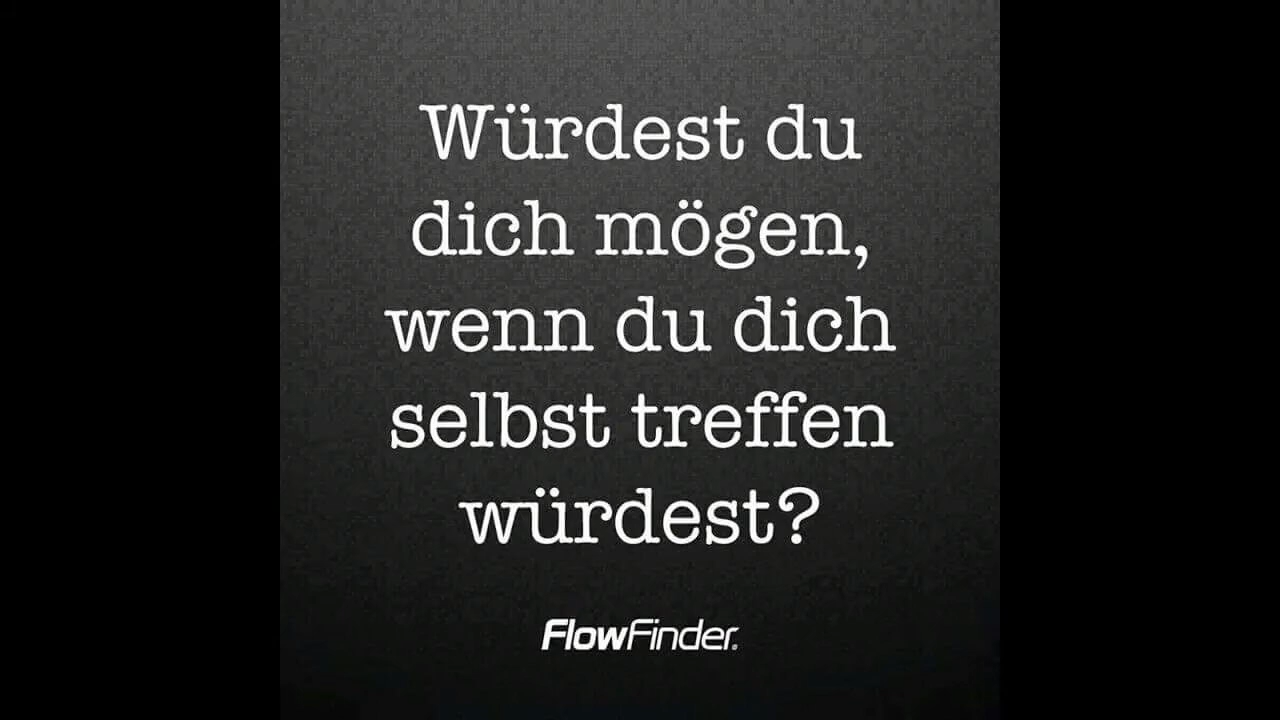 Würdest du
dich mögen,
wenn du dich
selbst treffen
würdest?
FlowFinder.